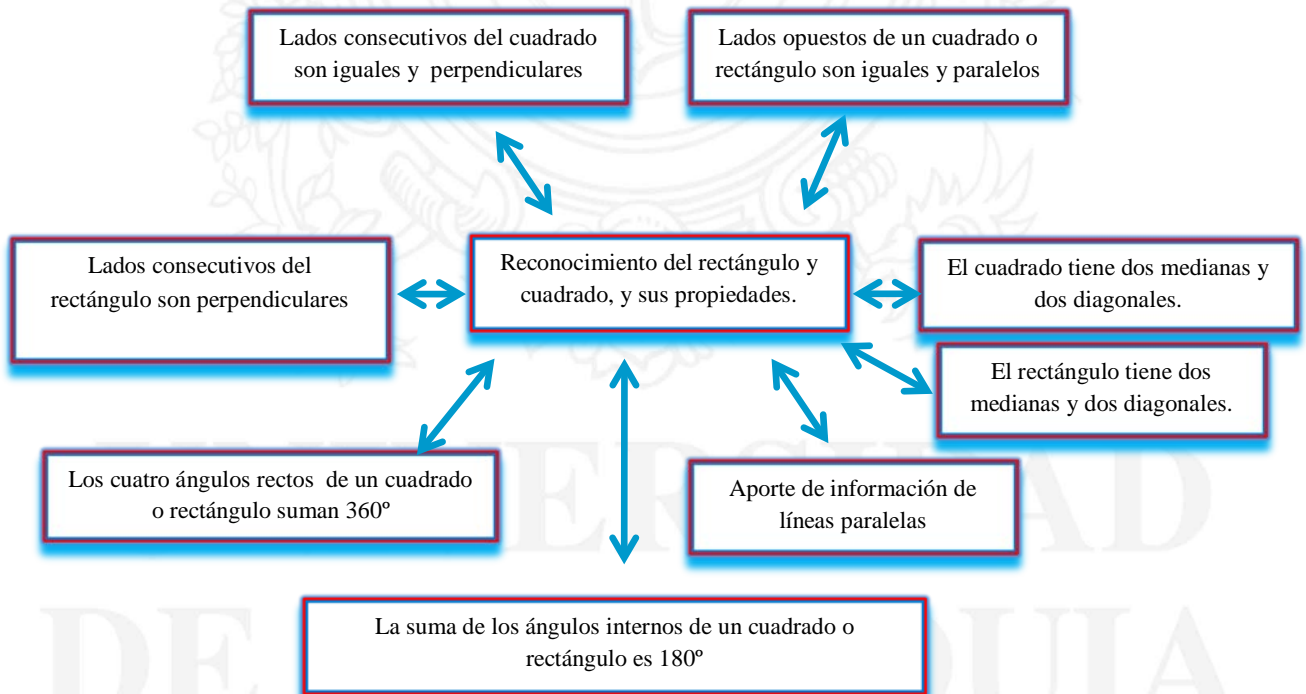 Lados consecutivos del cuadrado
son iguales y perpendiculares
Lados opuestos de un cuadrado o
rectángulo son iguales y paralelos
Lados consecutivos del
rectángulo son perpendiculares
Reconocimiento del rectángulo y
cuadrado, y sus propiedades.
El cuadrado tiene dos medianas y
dos diagonales.
El rectángulo tiene dos
medianas y dos diagonales.
Los cuatro ángulos rectos de un cuadrado
o rectángulo suman 360º
Aporte de información de
líneas paralelas
La suma de los ángulos internos de un cuadrado o
rectángulo es 180º